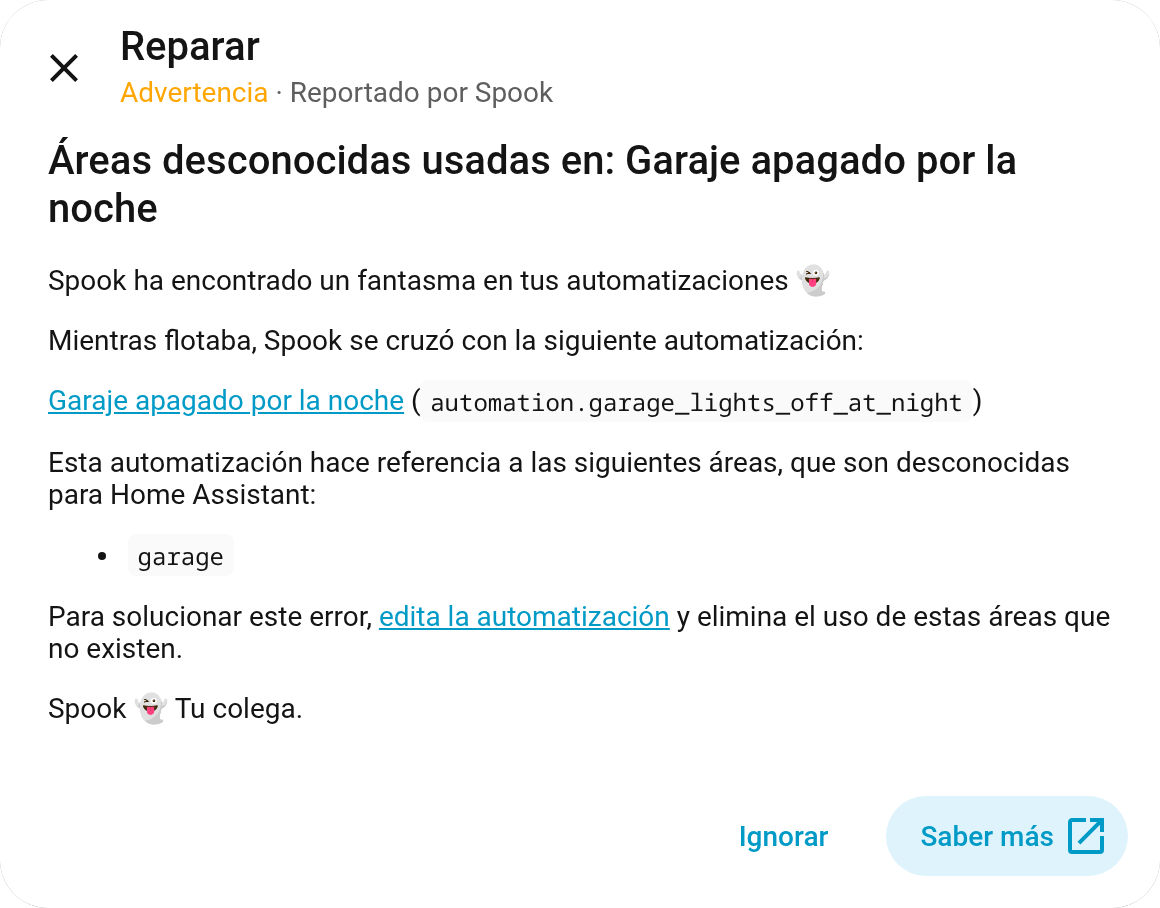 Reparar
Advertencia · Reportado por Spook
Áreas desconocidas usadas en: Garaje apagado por la
noche
Spook ha encontrado un fantasma en tus automatizaciones 👻
Mientras flotaba, Spook se cruzó con la siguiente automatización:
Garaje apagado por la noche (automation.garage_lights_off_at_night)
Esta automatización hace referencia a las siguientes áreas, que son desconocidas
para Home Assistant:
• garage
Para solucionar este error, edita la automatización y elimina el uso de estas áreas que
no existen.
Spook 👻 Tu colega.
Ignorar
Saber más